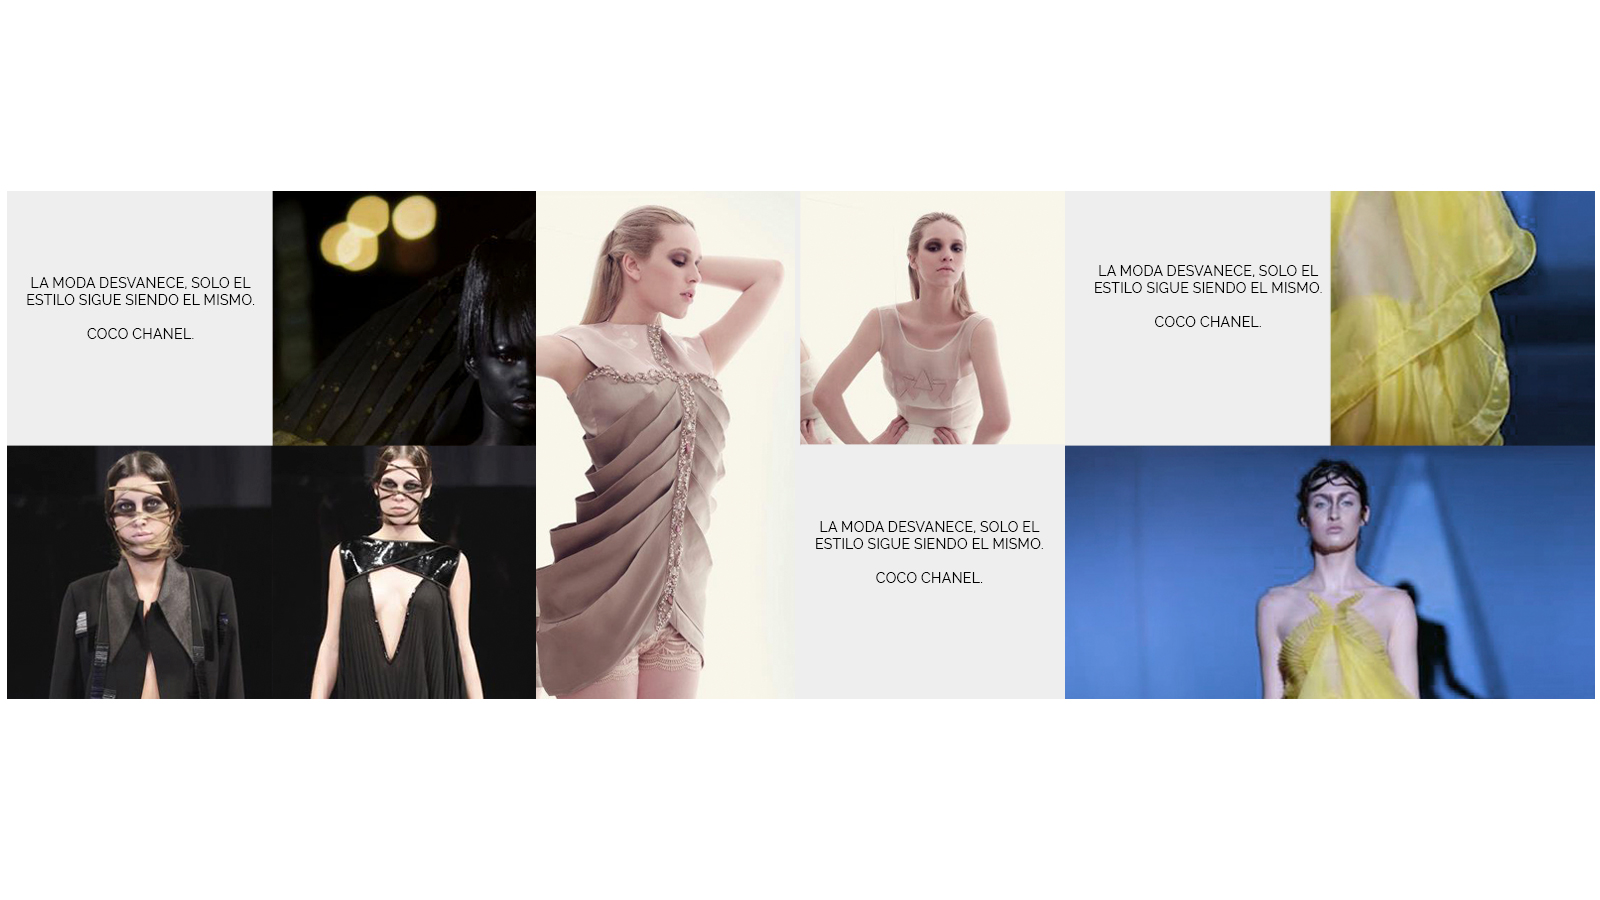 LA MODA DESVANECE, SOLO EL
ESTILO SIGUE SIENDO EL MISMO.
COCO CHANEL.
LA MODA DESVANECE, SOLO EL
ESTILO SIGUE SIENDO EL MISMO.
COCO CHANEL.
LA MODA DESVANECE, SOLO EL
ESTILO SIGUE SIENDO EL MISMO.
COCO CHANEL.